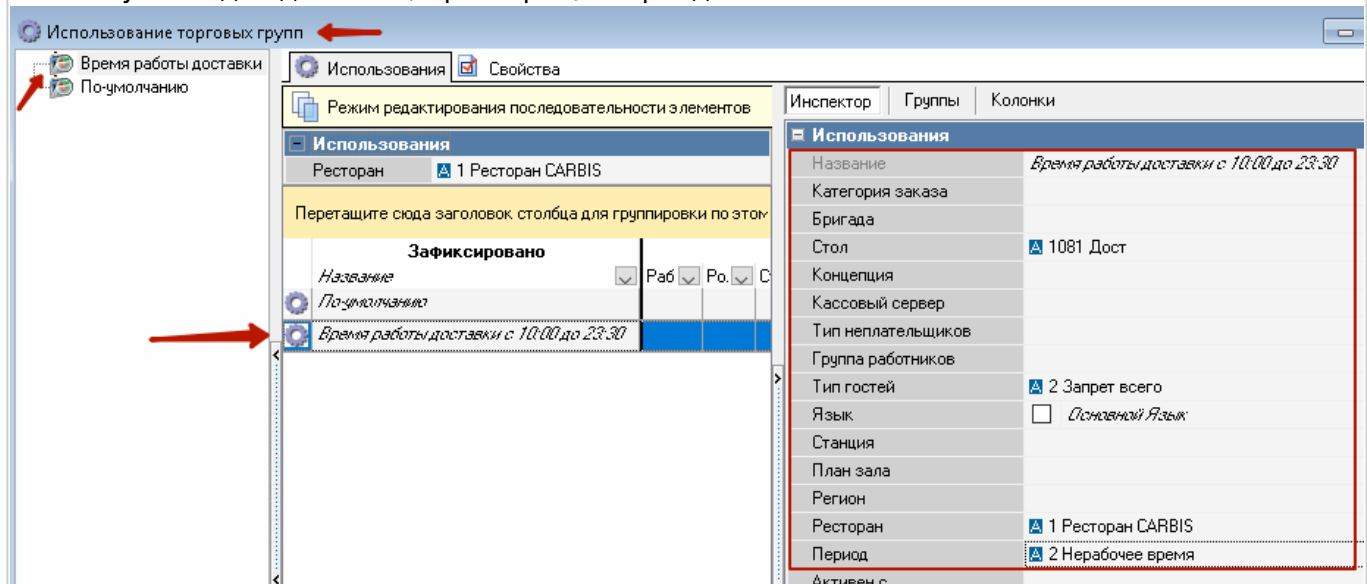 Использование торговых групп
Время работы доставки
По-умолчанию
Использования Свойства
Режим редактирования последовательности элементов
Использования
Ресторан 1 Ресторан CARBIS
Перетащите сюда заголовок столбца для группировки по этом
Зафиксировано
Название Раб Ро. С
По-умолчанию
Время работы доставки с 10:00 до 23:30
Инспектор Группы Колонки
Использования
Название Время работы доставки с 10:00 до 23:30
Категория заказа
Бригада
Стол 1081 Дост
Концепция
Кассовый сервер
Тип неплательщиков
Группа работников
Тип гостей 2 Запрет всего
Язык Основной Язык
Станция
План зала
Регион
Ресторан 1 Ресторан CARBIS
Период 2 Нерабочее время
Активен с